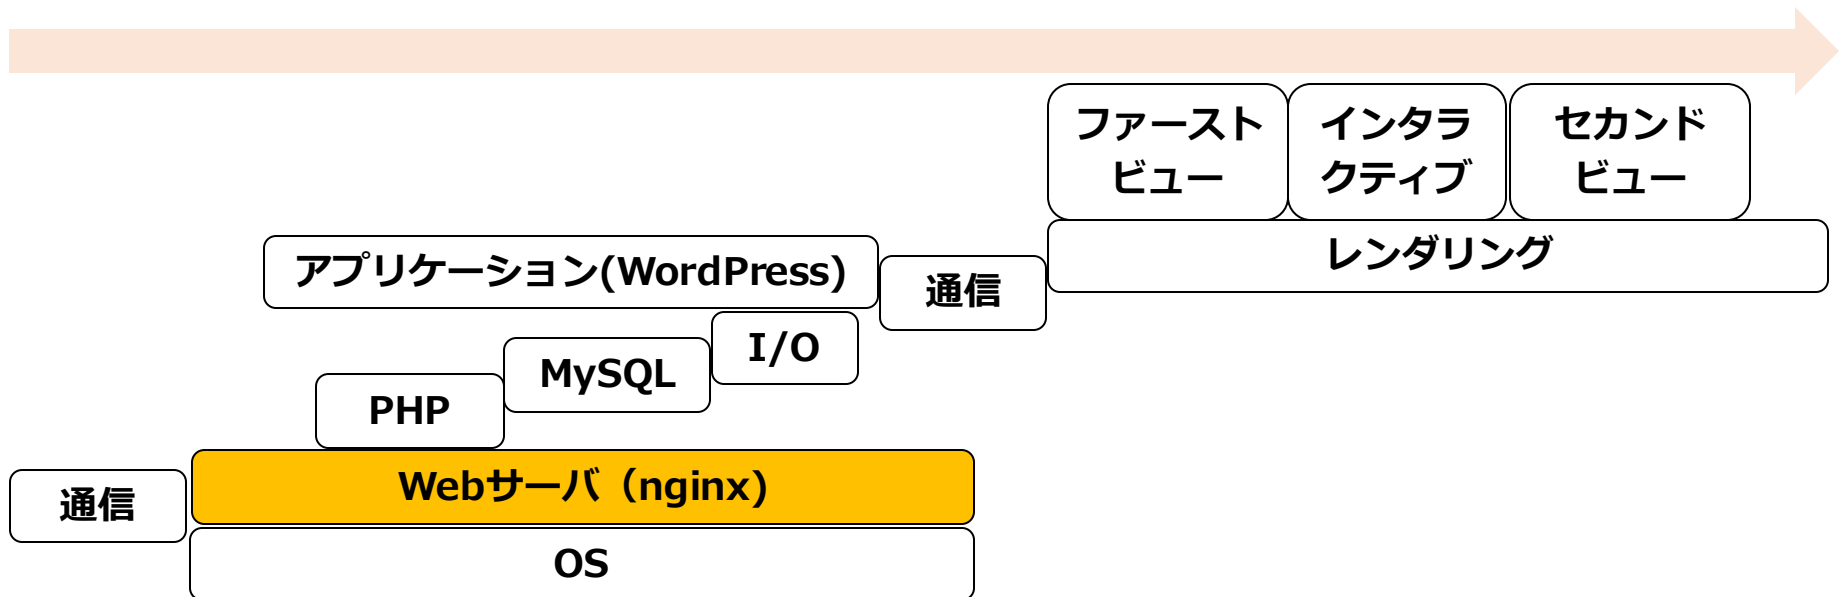 ファースト
ビュー
インタラ
クティブ
セカンド
ビュー
レンダリング
アプリケーション(WordPress)
通信
I/O
MySQL
PHP
Webサーバ（nginx)
通信
OS